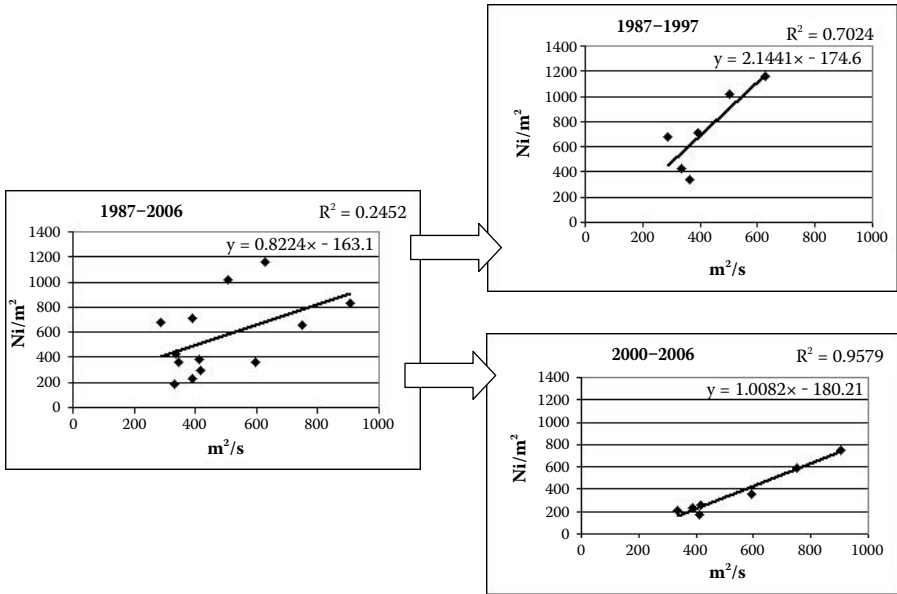 1987–2006
R² = 0.2452
y = 0.8224× - 163.1
1400
1200
1000
800
600
400
200
0
Ni/m²
0 200 400 600 800 1000
m²/s
1987–1997
R² = 0.7024
y = 2.1441× - 174.6
1400
1200
1000
800
600
400
200
0
Ni/m²
0 200 400 600 800 1000
m²/s
2000–2006
R² = 0.9579
y = 1.0082× - 180.21
1400
1200
1000
800
600
400
200
0
Ni/m²
0 200 400 600 800 1000
m²/s